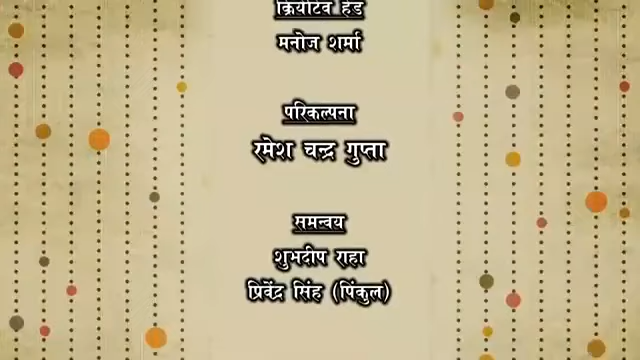 क्रियेटिव हेड
मनोज शर्मा
परिकल्पना
रमेश चन्द्र गुप्ता
समन्वय
शुभदीप राहा
प्रिवेंद्र सिंह (पिंकुल)